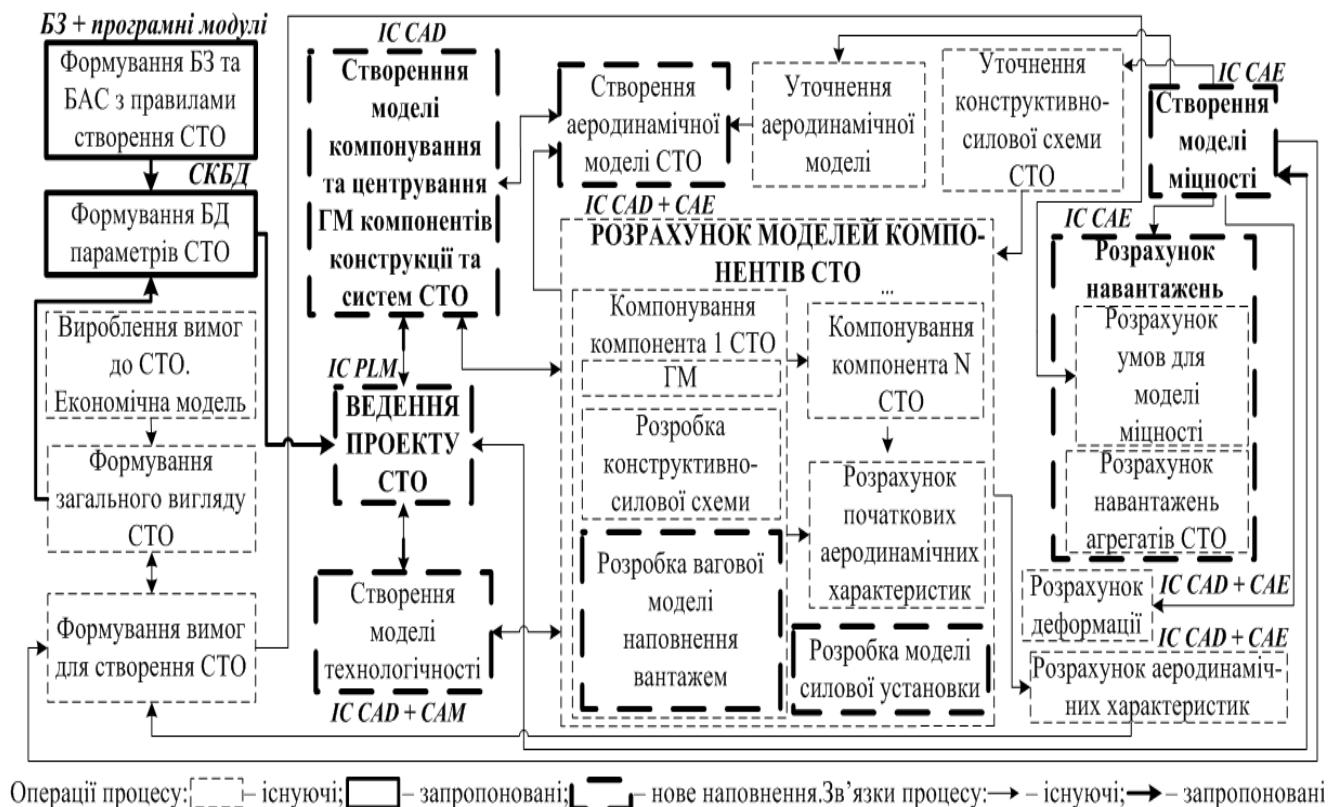 БЗ + програмні модулі
Формування БЗ та
БАС з правилами
створення СТО
СКБД
Формування БД
параметрів СТО
Вироблення вимог
до СТО.
Економічна модель
Формування
загального вигляду
СТО
Формування вимог
для створення СТО
ІС CAD
Створенння
моделі
компонування
та центрування
ГМ компонентів
конструкції та
систем СТО
ІС PLM
ВЕДЕННЯ
ПРОЕКТУ
СТО
Створення
моделі
технологічності
ІС CAD + CAM
Створення
аеродинамічної
моделі СТО
ІС CAD + CAE
Уточнення
аеродинамічної
моделі
Уточнення
конструктивно-
силової схеми
СТО
ІС CAE
Створення
моделі
міцності
РОЗРАХУНОК МОДЕЛЕЙ КОМПО-
НЕНТІВ СТО
...
Компонування
компонента 1 СТО
ГМ
Розробка
конструктивно-
силової схеми
Розробка вагової
моделі
наповнення
вантажем
Компонування
компонента N
СТО
Розрахунок
початкових
аеродинамічних
характеристик
Розробка моделі
силової установки
ІС CAE
Розрахунок
навантажень
Розрахунок
умов для
моделі
міцності
Розрахунок
навантажень
агрегатів СТО
ІС CAD + CAE
Розрахунок
деформації
ІС CAD + CAE
Розрахунок аеродинаміч-
них характеристик
Операції процесу: – існуючі; – запропоновані; – нове наповнення.Зв’язки процесу: – існуючі; – запропоновані